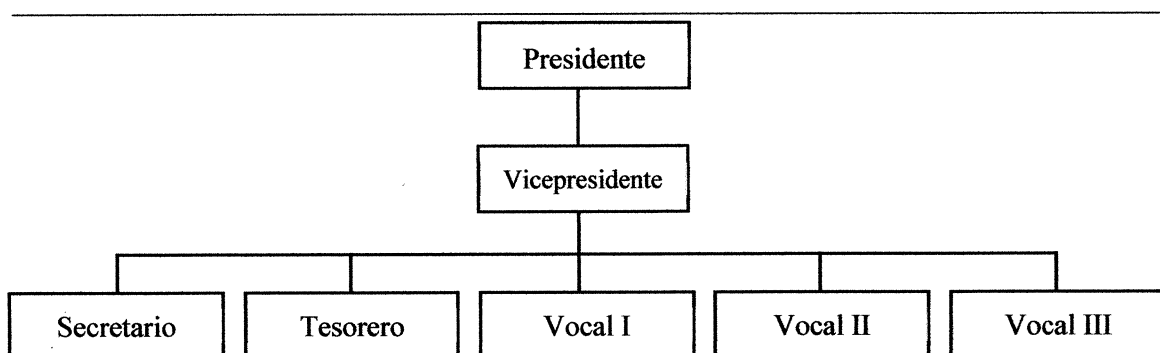 Presidente
Vicepresidente
Secretario Tesorero Vocal I Vocal II Vocal III